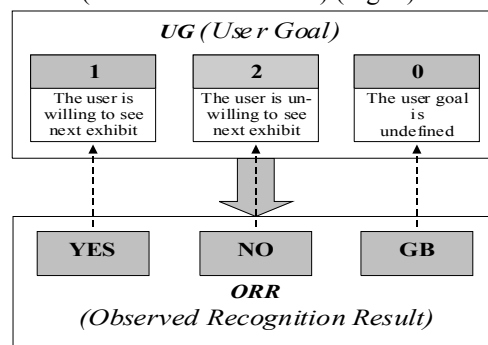 UG (User Goal)
1
2
0
The user is
willing to see
next exhibit
The user is un-
willing to see
next exhibit
The user goal
is
undefined
YES
NO
GB
ORR
(Observed Recognition Result)